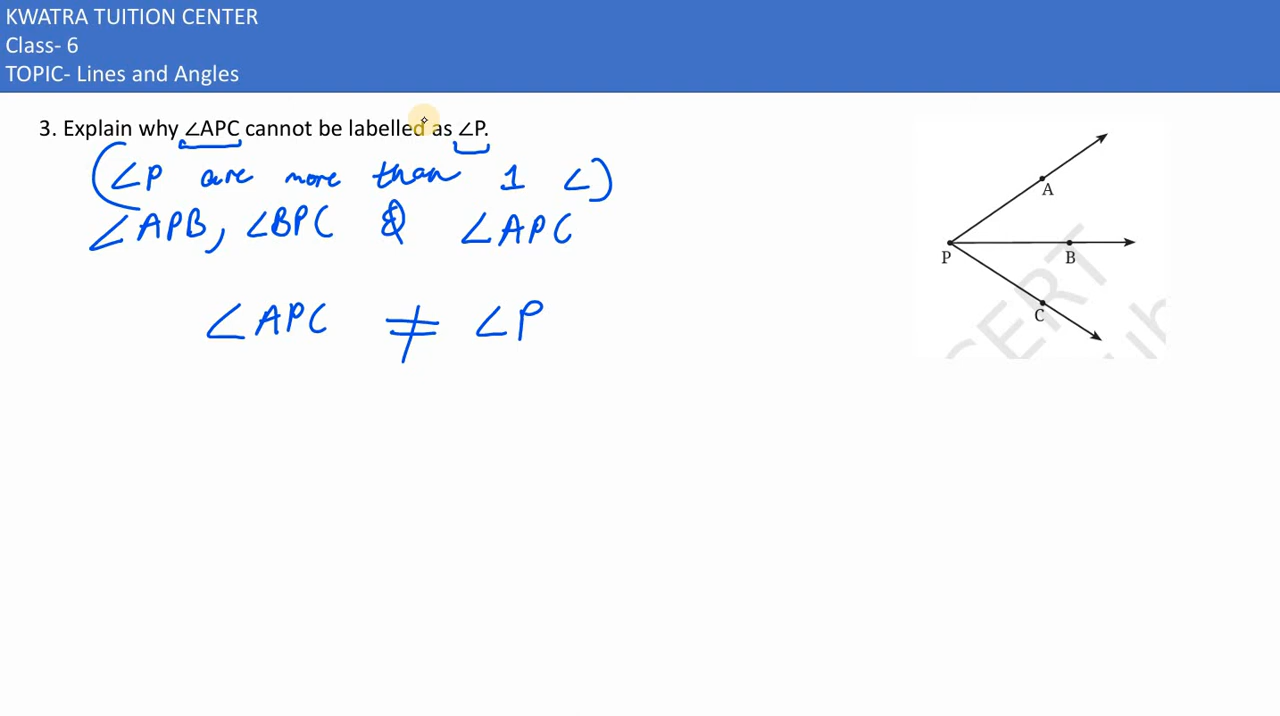 KWATRA TUITION CENTER
Class- 6
TOPIC- Lines and Angles
3. Explain why ∠APC cannot be labelled as ∠P.
(∠P are more than 1 ∠)
∠APB, ∠BPC & ∠APC
∠APC ≠ ∠P
A
P
B
C